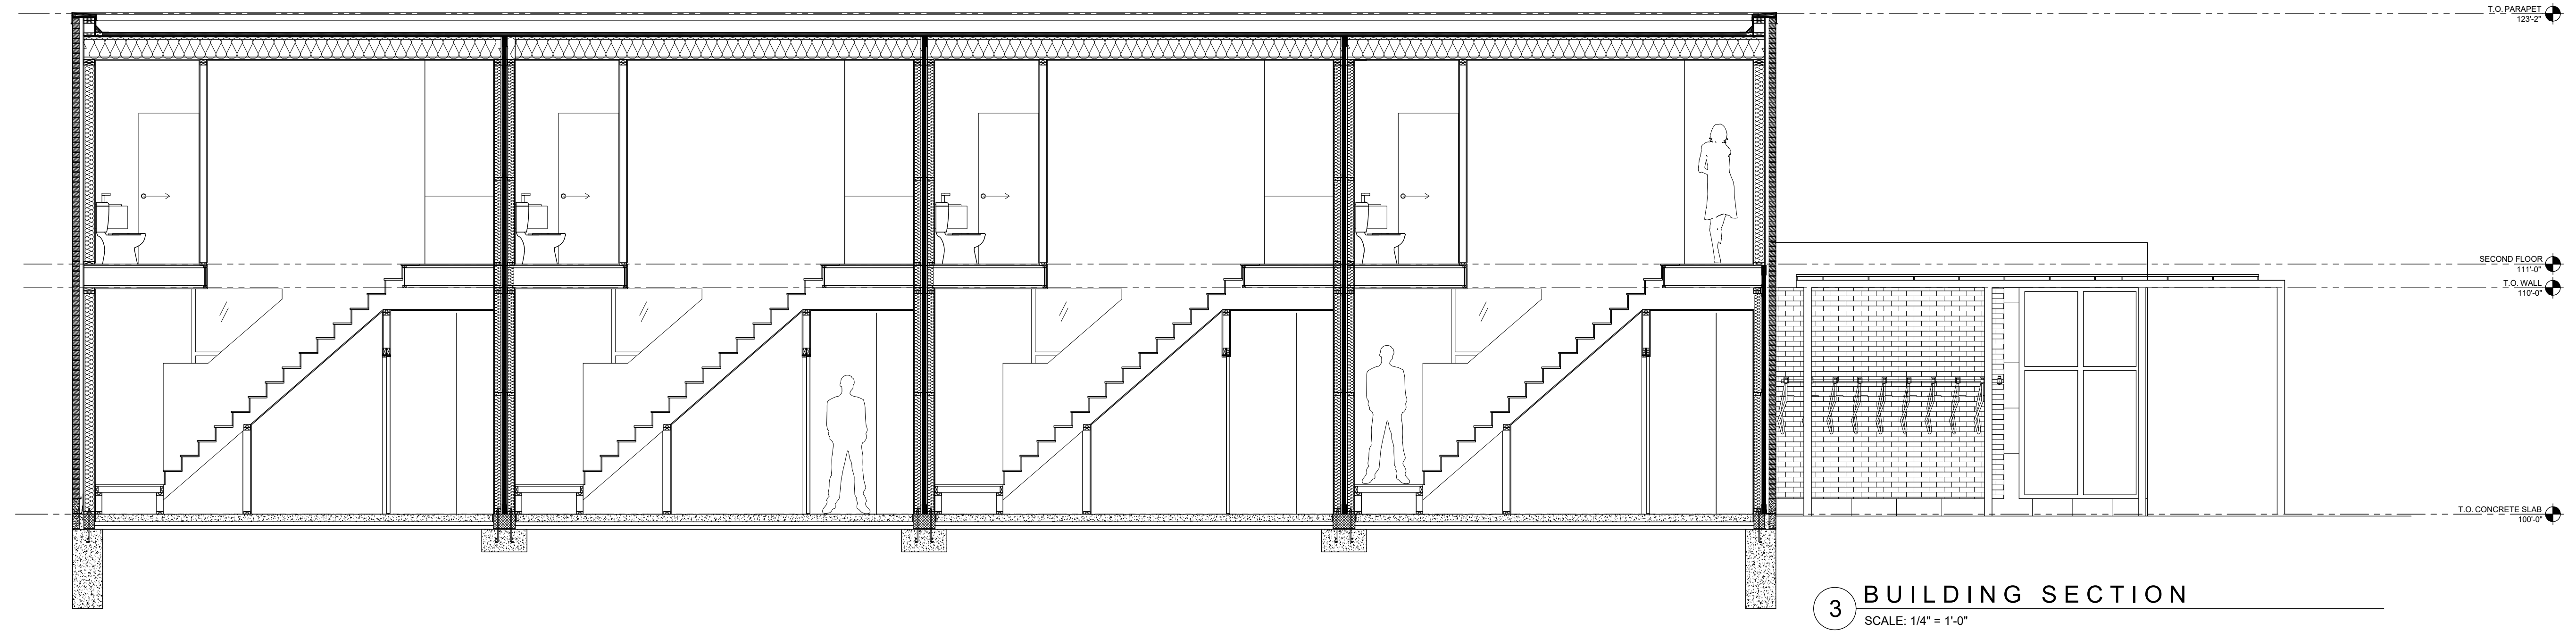 T.O. PARAPET
123'-2"
SECOND FLOOR
111'-0"
T.O. WALL
110'-0"
T.O. CONCRETE SLAB
100'-0"
3
BUILDING SECTION
SCALE: 1/4" = 1'-0"